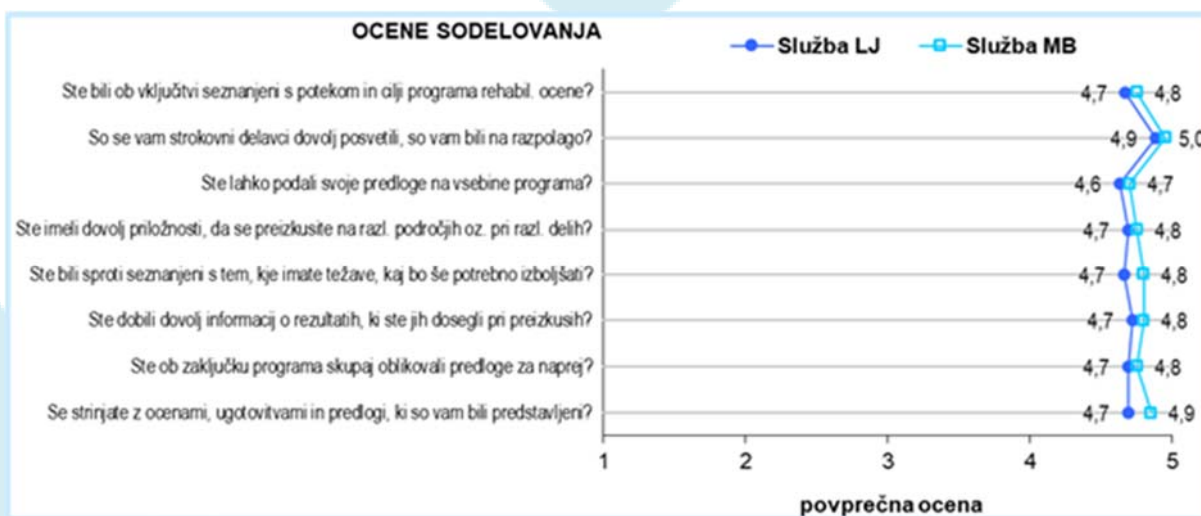 OCENE SODELOVANJA
Služba LJ Služba MB
Ste bili ob vključitvi seznanjeni s potekom in cilji programa rehabil. ocene? 4,7 4,8
So se vam strokovni delavci dovolj posvetili, so vam bili na razpolago? 4,9 5,0
Ste lahko podali svoje predloge na vsebine programa? 4,6 4,7
Ste imeli dovolj priložnosti, da se preizkusite na razl. področjih oz. pri razl. delih? 4,7 4,8
Ste bili sproti seznanjeni s tem, kje imate težave, kaj bo še potrebno izboljšati? 4,7 4,8
Ste dobili dovolj informacij o rezultatih, ki ste jih dosegli pri preizkusih? 4,7 4,8
Ste ob zaključku programa skupaj oblikovali predloge za naprej? 4,7 4,8
Se strinjate z ocenami, ugotovitvami in predlogi, ki so vam bili predstavljeni? 4,7 4,9
1 2 3 4 5
povprečna ocena